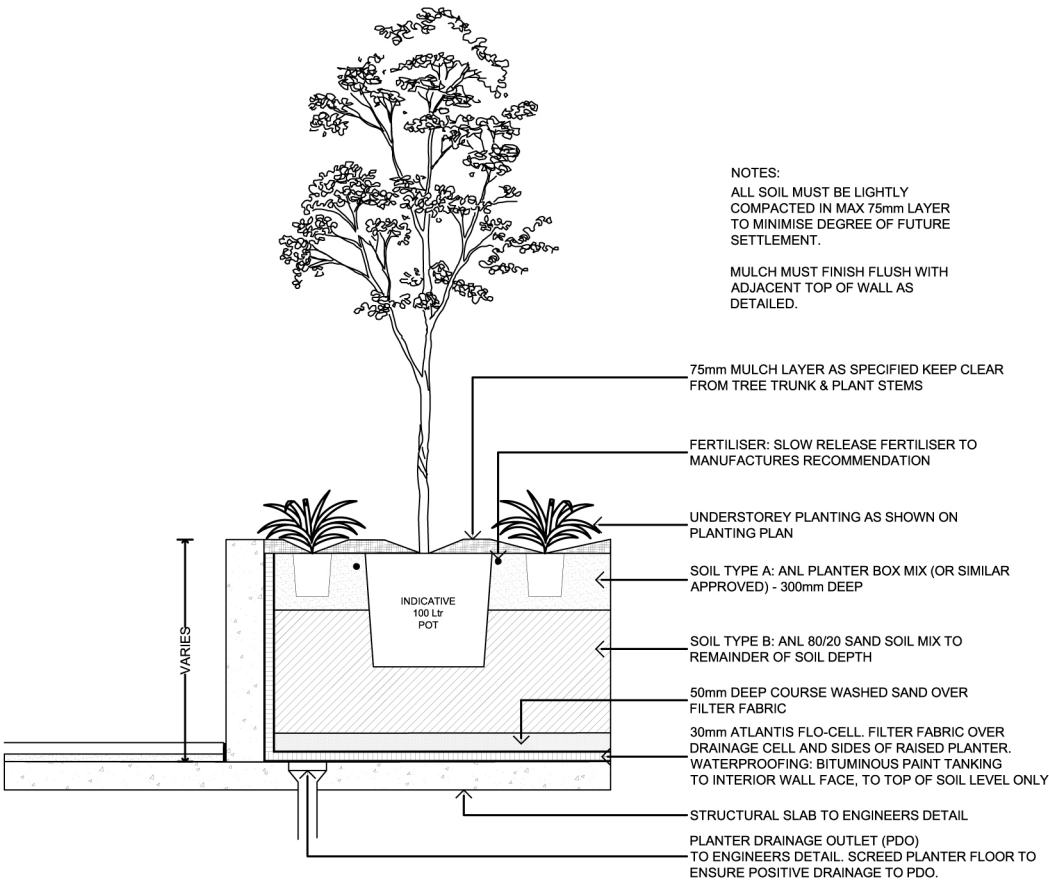 NOTES:
ALL SOIL MUST BE LIGHTLY
COMPACTED IN MAX 75mm LAYER
TO MINIMISE DEGREE OF FUTURE
SETTLEMENT.
MULCH MUST FINISH FLUSH WITH
ADJACENT TOP OF WALL AS
DETAILED.
75mm MULCH LAYER AS SPECIFIED KEEP CLEAR
FROM TREE TRUNK & PLANT STEMS
FERTILISER: SLOW RELEASE FERTILISER TO
MANUFACTURES RECOMMENDATION
UNDERSTOREY PLANTING AS SHOWN ON
PLANTING PLAN
SOIL TYPE A: ANL PLANTER BOX MIX (OR SIMILAR
APPROVED) - 300mm DEEP
INDICATIVE
100 Ltr
POT
VARIES
SOIL TYPE B: ANL 80/20 SAND SOIL MIX TO
REMAINDER OF SOIL DEPTH
50mm DEEP COURSE WASHED SAND OVER
FILTER FABRIC
30mm ATLANTIS FLO-CELL. FILTER FABRIC OVER
DRAINAGE CELL AND SIDES OF RAISED PLANTER.
WATERPROOFING: BITUMINOUS PAINT TANKING
TO INTERIOR WALL FACE, TO TOP OF SOIL LEVEL ONLY
STRUCTURAL SLAB TO ENGINEERS DETAIL
PLANTER DRAINAGE OUTLET (PDO)
TO ENGINEERS DETAIL. SCREED PLANTER FLOOR TO
ENSURE POSITIVE DRAINAGE TO PDO.